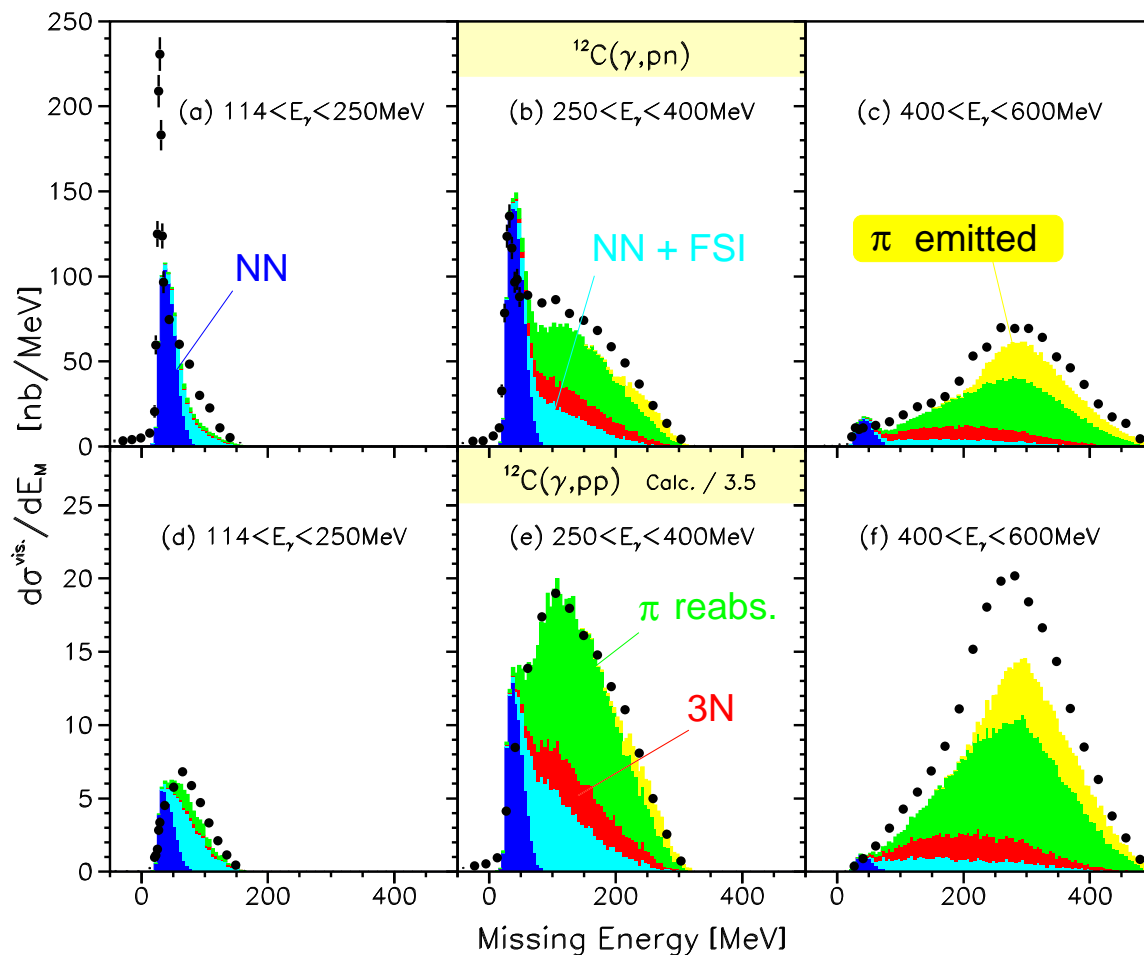 250
200
150
100
50
0
¹²C(γ,pn)
(a) 114<Eγ<250MeV
(b) 250<Eγ<400MeV
(c) 400<Eγ<600MeV
NN
NN + FSI
π emitted
dσ^vis./dE_M [nb/MeV]
25
20
15
10
5
0
¹²C(γ,pp) Calc. / 3.5
(d) 114<Eγ<250MeV
(e) 250<Eγ<400MeV
(f) 400<Eγ<600MeV
π reabs.
3N
0 200 400
0 200 400
0 200 400
Missing Energy [MeV]